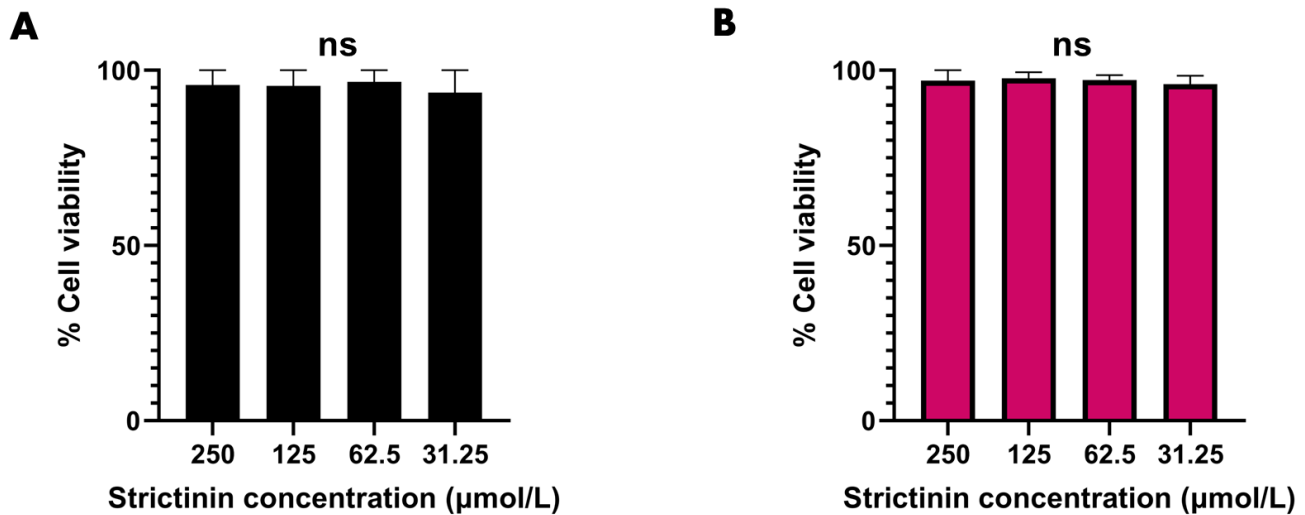 A
ns
100
50
0
% Cell viability
250 125 62.5 31.25
Strictinin concentration (µmol/L)
B
ns
100
50
0
% Cell viability
250 125 62.5 31.25
Strictinin concentration (µmol/L)